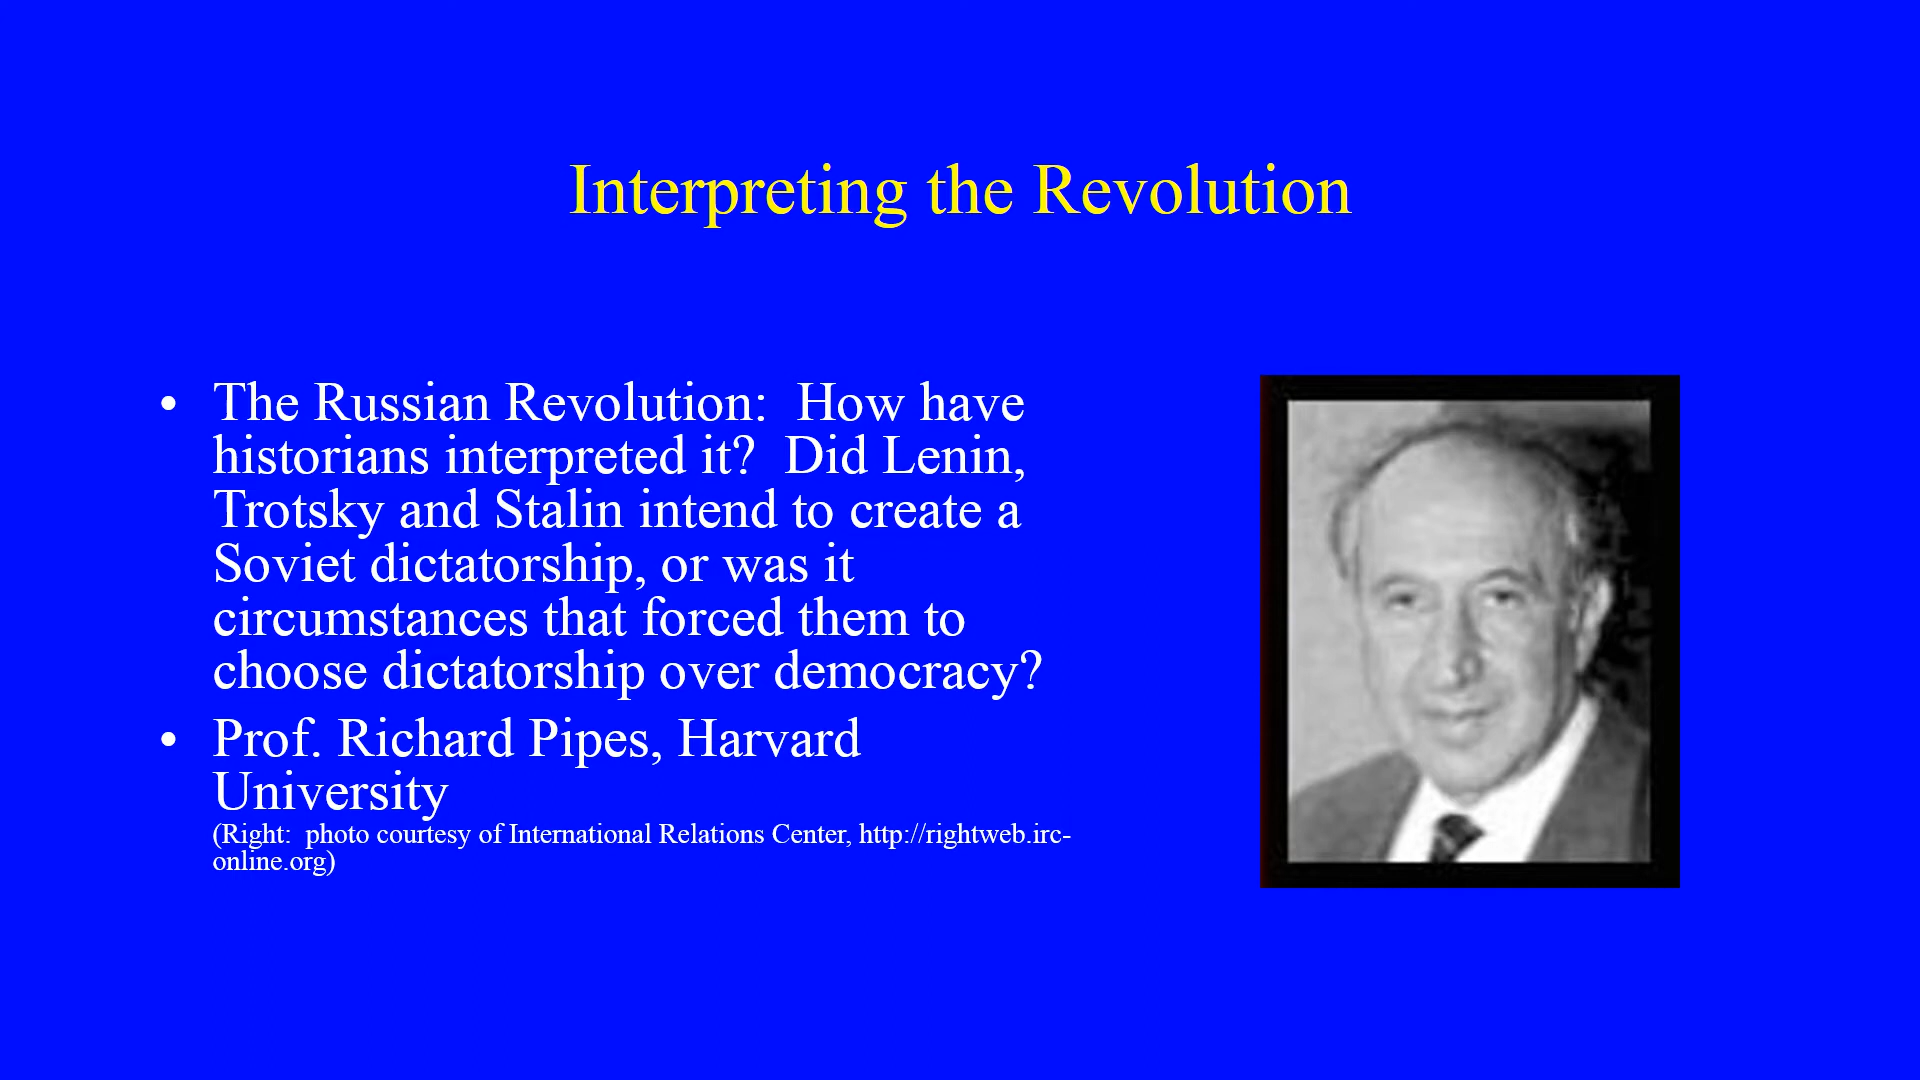 Interpreting the Revolution
• The Russian Revolution:  How have
historians interpreted it?  Did Lenin,
Trotsky and Stalin intend to create a
Soviet dictatorship, or was it
circumstances that forced them to
choose dictatorship over democracy?
• Prof. Richard Pipes, Harvard
University
(Right:  photo courtesy of International Relations Center, http://rightweb.irc-
online.org)